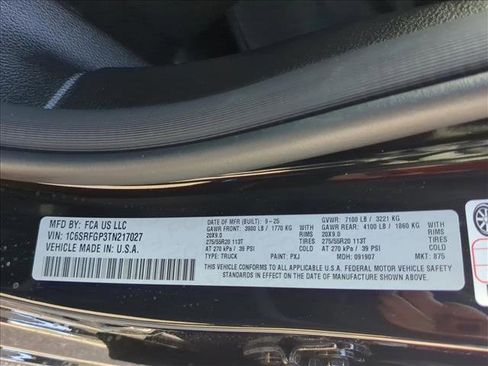 MFD BY: FCA US LLC
VIN: 1C6SRFGP3TN217027
VEHICLE MADE IN U.S.A.
DATE OF MFR (BUILT) 9-25
GAWR FRONT: 3900 LB / 1770 KG WITH
20X9.0 RIMS
275/55R20 113T TIRES
AT 270 kPa / 39 PSI COLD
GVWR: 7100 LB / 3221 KG
GAWR REAR: 4100 LB / 1860 KG WITH
20X9.0 RIMS
275/55R20 113T TIRES
AT 270 kPa / 39 PSI COLD
THIS VEHICLE CONFORMS TO ALL APPLICABLE U.S.A. FEDERAL MOTOR VEHICLE SAFETY
STANDARDS IN EFFECT ON THE DATE OF MANUFACTURE SHOWN ABOVE.
TYPE: TRUCK PAINT: PXJ MDH: 091907 MKT: 875